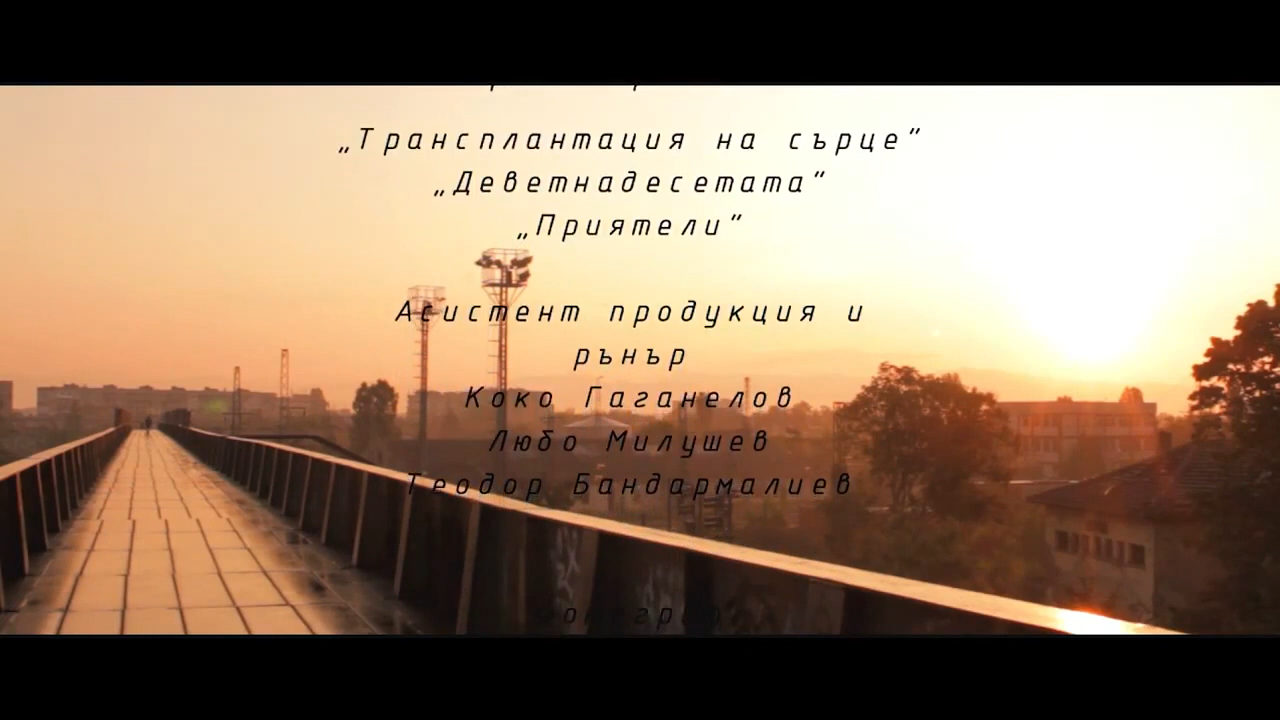 „Трансплантация на сърце”
„Деветнадесетата”
„Приятели”
Асистент продукция и
рънър
Коко Гаганелов
Любо Милушев
Теодор Бандармалиев